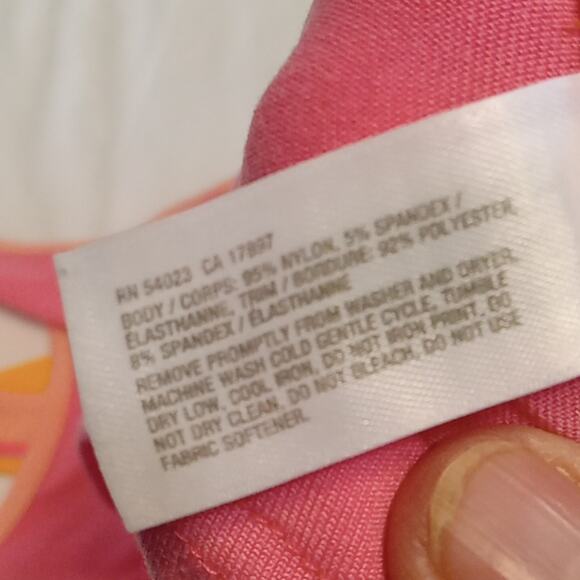 RN 54023 CA 17897
BODY / CORPS: 95% NYLON, 5% SPANDEX /
ÉLASTHANNE, TRIM / BORDURE: 92% POLYESTER,
8% SPANDEX / ÉLASTHANNE
REMOVE PROMPTLY FROM WASHER AND DRYER.
MACHINE WASH COLD GENTLE CYCLE, TUMBLE
DRY LOW, COOL IRON, DO NOT IRON PRINT, DO
NOT DRY CLEAN, DO NOT BLEACH, DO NOT USE
FABRIC SOFTENER.